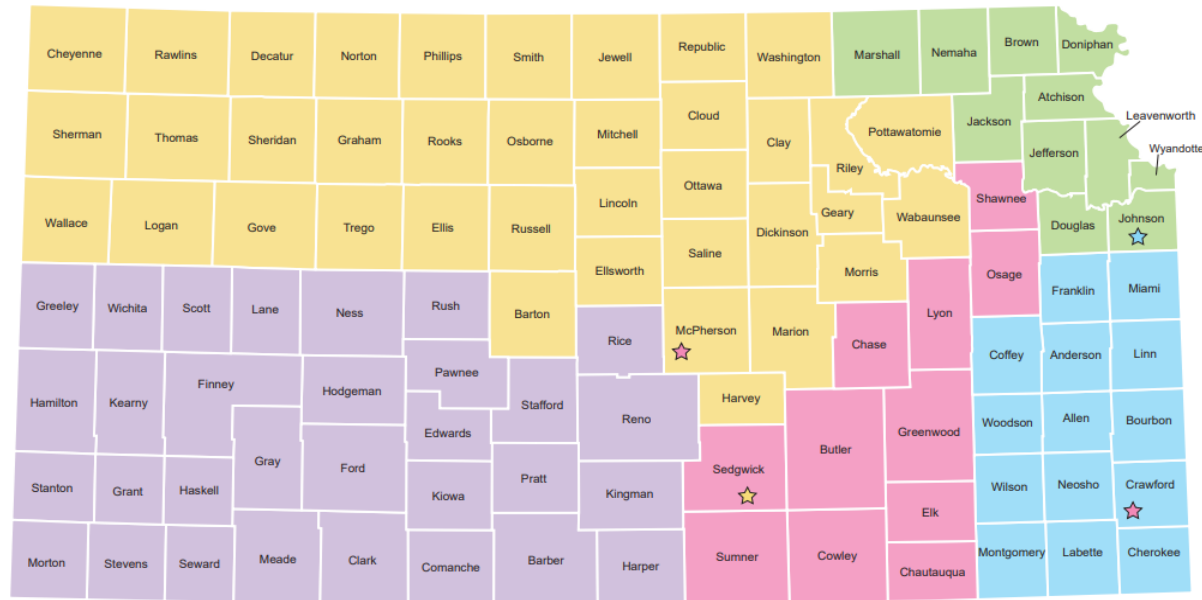 Cheyenne
Rawlins
Decatur
Norton
Phillips
Smith
Jewell
Republic
Washington
Marshall
Nemaha
Brown
Doniphan
Sherman
Thomas
Sheridan
Graham
Rooks
Osborne
Mitchell
Cloud
Clay
Riley
Pottawatomie
Jackson
Atchison
Jefferson
Leavenworth
Wyandotte
Wallace
Logan
Gove
Trego
Ellis
Russell
Lincoln
Ottawa
Dickinson
Geary
Wabaunsee
Shawnee
Douglas
Johnson
Ellsworth
Saline
Morris
Osage
Franklin
Miami
Greeley
Wichita
Scott
Lane
Ness
Rush
Barton
Rice
McPherson
Marion
Chase
Lyon
Coffey
Anderson
Linn
Hamilton
Kearny
Finney
Hodgeman
Pawnee
Stafford
Reno
Harvey
Butler
Greenwood
Woodson
Allen
Bourbon
Edwards
Gray
Ford
Stanton
Grant
Haskell
Kiowa
Pratt
Kingman
Sedgwick
Elk
Wilson
Neosho
Crawford
Morton
Stevens
Seward
Meade
Clark
Comanche
Barber
Harper
Sumner
Cowley
Chautauqua
Montgomery
Labette
Cherokee